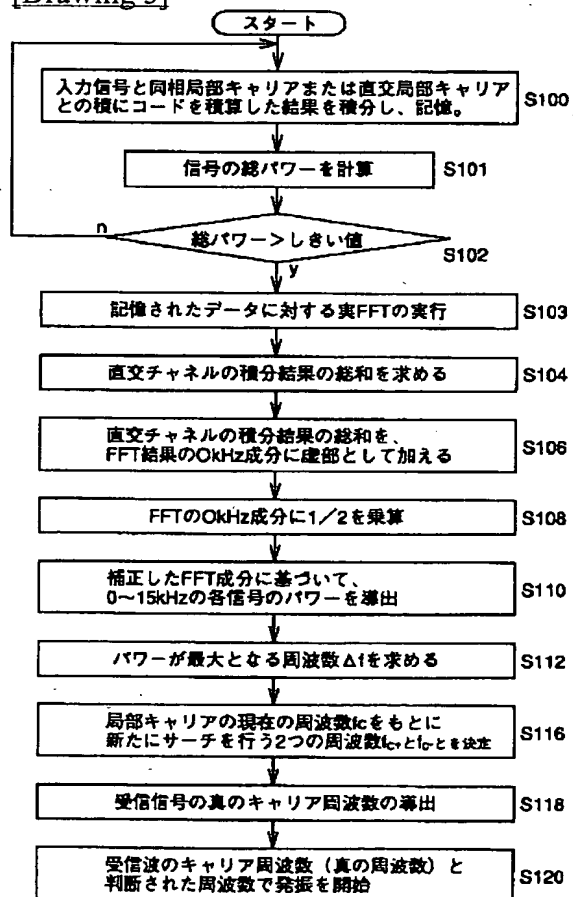 [Drawing 3]
スタート
入力信号と同相局部キャリアまたは直交局部キャリア
との積にコードを積算した結果を積分し、記憶。
S100
信号の総パワーを計算
S101
総パワー＞しきい値
S102
n
y
記憶されたデータに対する実FFTの実行
S103
直交チャネルの積分結果の総和を求める
S104
直交チャネルの積分結果の総和を、
FFT結果の0kHz成分に虚部として加える
S106
FFTの0kHz成分に1／2を乗算
S108
補正したFFT成分に基づいて、
0〜15kHzの各信号のパワーを導出
S110
パワーが最大となる周波数Δfを求める
S112
局部キャリアの現在の周波数fcをもとに
新たにサーチを行う2つの周波数fc+とfc-とを決定
S116
受信信号の真のキャリア周波数の導出
S118
受信波のキャリア周波数（真の周波数）と
判断された周波数で発振を開始
S120